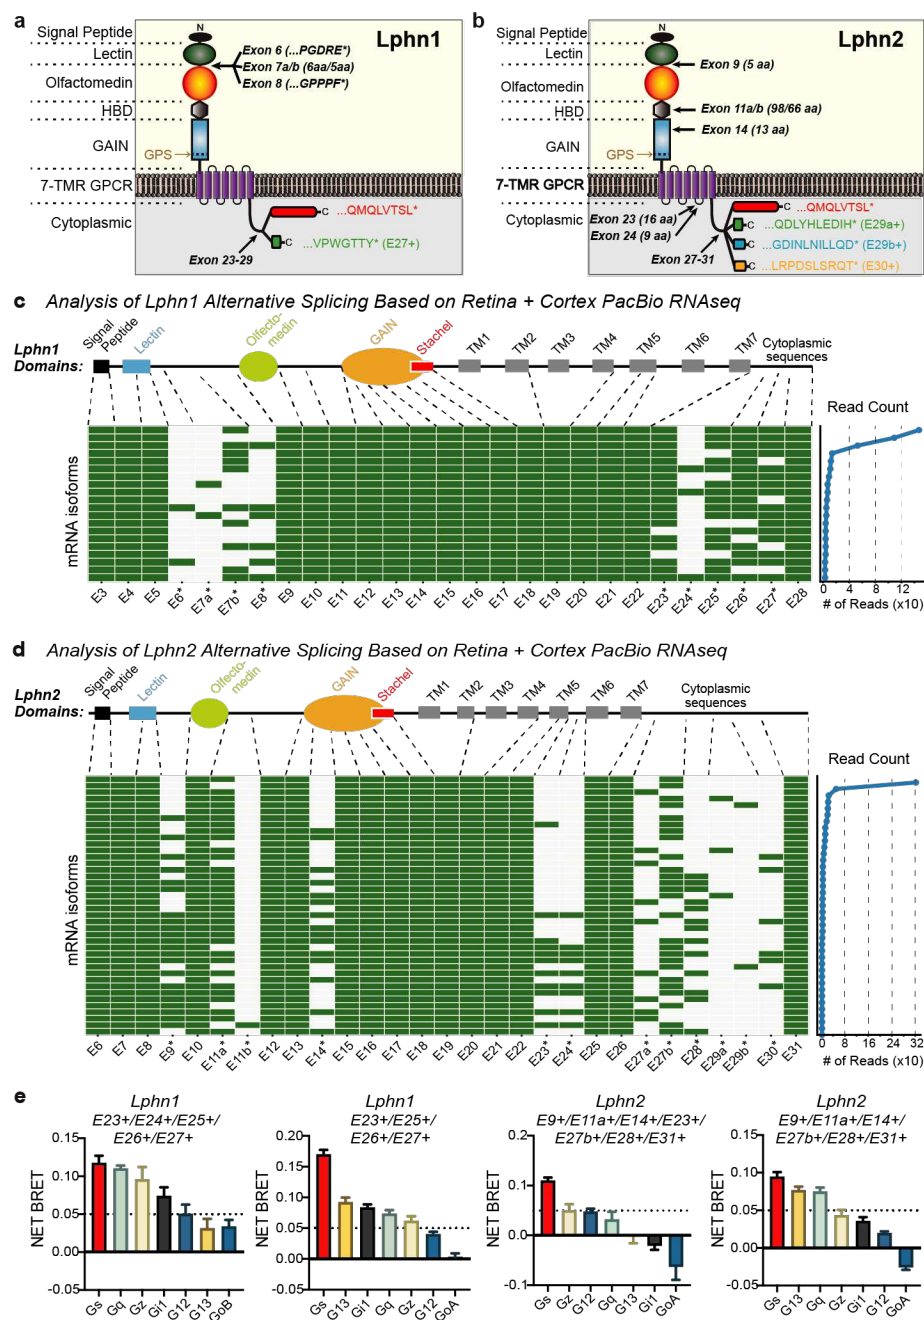 a
Signal Peptide
Lectin
Olfactomedin
HBD
GAIN
GPS
7-TMR GPCR
Cytoplasmic
N
Lphn1
Exon 6 (...PGDRE*)
Exon 7a/b (6aa/5aa)
Exon 8 (...GPPPF*)
C ...QMQLVTSL*
C ...VPWGTTY* (E27+)
Exon 23-29
b
Signal Peptide
Lectin
Olfactomedin
HBD
GAIN
GPS
7-TMR GPCR
Cytoplasmic
N
Lphn2
Exon 9 (5 aa)
Exon 11a/b (98/66 aa)
Exon 14 (13 aa)
Exon 23 (16 aa)
Exon 24 (9 aa)
Exon 27-31
C ...QMQLVTSL*
C ...QDLYHLEDIH* (E29a+)
C ...GDINLNILLQD* (E29b+)
C ...LRPDSLSRQT* (E30+)
c Analysis of Lphn1 Alternative Splicing Based on Retina + Cortex PacBio RNAseq
Lphn1 Domains:
Signal Peptide
Lectin
Olfecto-medin
GAIN
Stachel
TM1 TM2 TM3 TM4 TM5 TM6 TM7
Cytoplasmic sequences
mRNA isoforms
E3 E4 E5 E6* E7a* E7b* E8* E9 E10 E11 E12 E13 E14 E15 E16 E17 E18 E19 E20 E21 E22 E23* E24* E25* E26* E27* E28
Read Count
0 4 8 12
# of Reads (x10)
d Analysis of Lphn2 Alternative Splicing Based on Retina + Cortex PacBio RNAseq
Lphn2 Domains:
Signal Peptide
Lectin
Olfecto-medin
GAIN
Stachel
TM1 TM2 TM3 TM4 TM5 TM6 TM7
Cytoplasmic sequences
mRNA isoforms
E6 E7 E8 E9* E10 E11a* E11b* E12 E13 E14* E15 E16 E17 E18 E19 E20 E21 E22 E23* E24* E25 E26 E27a* E27b* E28* E29a* E29b* E30* E31
Read Count
0 8 16 24 32
# of Reads (x10)
e
Lphn1
E23+/E24+/E25+/
E26+/E27+
NET BRET
0.15
0.10
0.05
0.00
-0.05
Gs Gq Gz Gi1 G12 G13 GoB
Lphn1
E23+/E25+/
E26+/E27+
NET BRET
0.20
0.15
0.10
0.05
0.00
-0.05
Gs G13 Gi1 Gq Gz G12 GoA
Lphn2
E9+/E11a+/E14+/E23+/
E27b+/E28+/E31+
NET BRET
0.2
0.1
0.0
-0.1
Gs Gz G12 Gq G13 Gi1 GoA
Lphn2
E9+/E11a+/E14+/
E27b+/E28+/E31+
NET BRET
0.15
0.10
0.05
0.00
-0.05
Gs G13 Gq Gz Gi1 G12 GoA